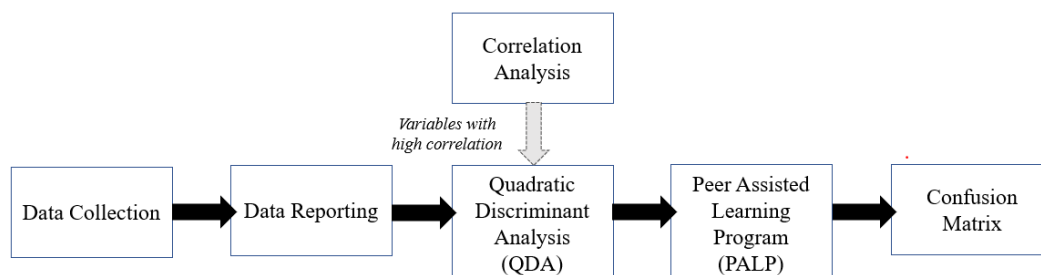 Correlation
Analysis
Variables with
high correlation
Data Collection
Data Reporting
Quadratic
Discriminant
Analysis
(QDA)
Peer Assisted
Learning
Program
(PALP)
Confusion
Matrix